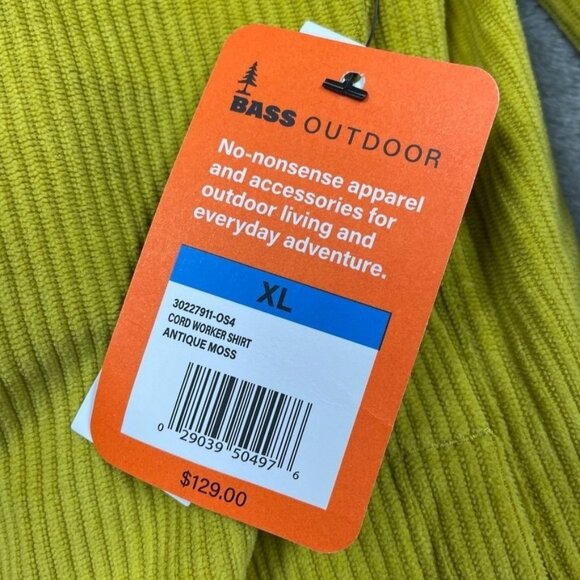 BASS OUTDOOR
No-nonsense apparel
and accessories for
outdoor living and
everyday adventure.
XL
30227911-OS4
CORD WORKER SHIRT
ANTIQUE MOSS
0 29039 50497 6
$129.00